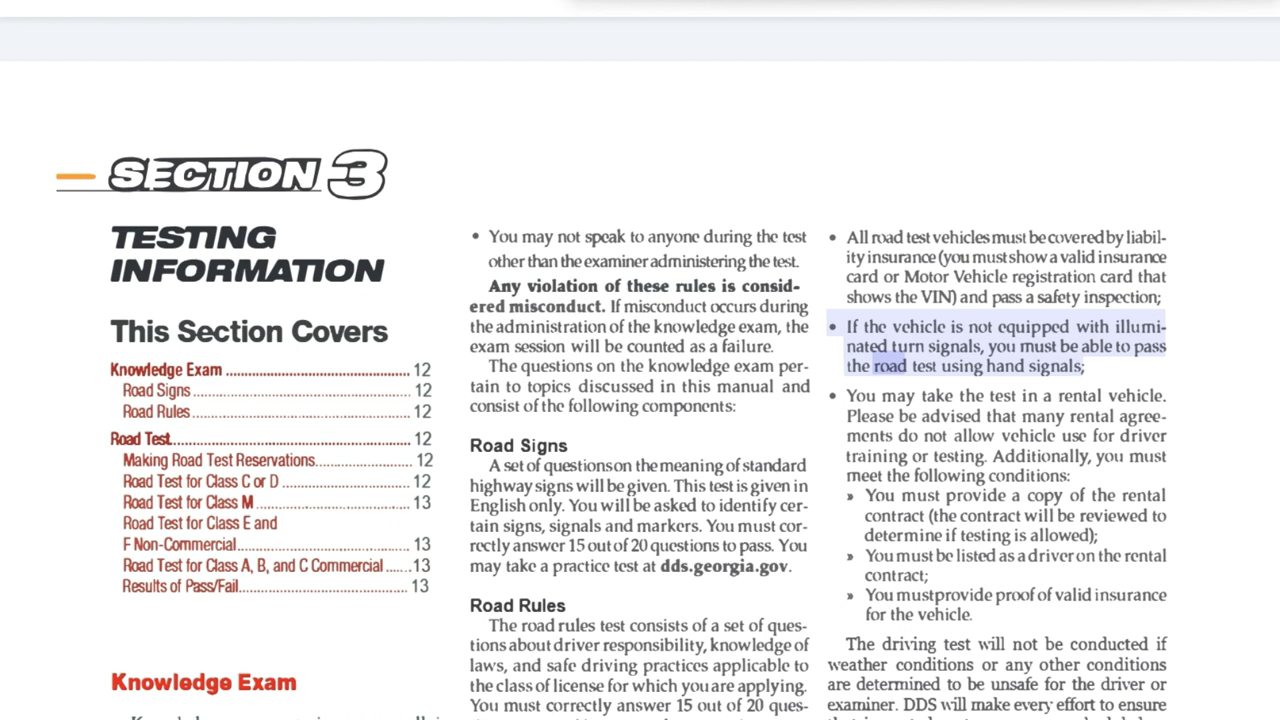 SECTION 3
TESTING
INFORMATION
This Section Covers
Knowledge Exam ........................................ 12
Road Signs ............................................... 12
Road Rules ............................................... 12
Road Test.................................................... 12
Making Road Test Reservations..................... 12
Road Test for Class C or D ............................ 12
Road Test for Class M .................................. 13
Road Test for Class E and
F Non-Commercial...................................... 13
Road Test for Class A, B, and C Commercial ......13
Results of Pass/Fail..................................... 13
Knowledge Exam
• You may not speak to anyone during the test
other than the examiner administering the test.
Any violation of these rules is consid-
ered misconduct. If misconduct occurs during
the administration of the knowledge exam, the
exam session will be counted as a failure.
The questions on the knowledge exam per-
tain to topics discussed in this manual and
consist of the following components:
Road Signs
A set of questions on the meaning of standard
highway signs will be given. This test is given in
English only. You will be asked to identify cer-
tain signs, signals and markers. You must cor-
rectly answer 15 out of 20 questions to pass. You
may take a practice test at dds.georgia.gov.
Road Rules
The road rules test consists of a set of ques-
tions about driver responsibility, knowledge of
laws, and safe driving practices applicable to
the class of license for which you are applying.
You must correctly answer 15 out of 20 ques-
• All road test vehicles must be covered by liabil-
ity insurance (you must show a valid insurance
card or Motor Vehicle registration card that
shows the VIN) and pass a safety inspection;
• If the vehicle is not equipped with illumi-
nated turn signals, you must be able to pass
the road test using hand signals;
• You may take the test in a rental vehicle.
Please be advised that many rental agree-
ments do not allow vehicle use for driver
training or testing. Additionally, you must
meet the following conditions:
» You must provide a copy of the rental
contract (the contract will be reviewed to
determine if testing is allowed);
» You must be listed as a driver on the rental
contract;
» You mustprovide proof of valid insurance
for the vehicle.
The driving test will not be conducted if
weather conditions or any other conditions
are determined to be unsafe for the driver or
examiner. DDS will make every effort to ensure